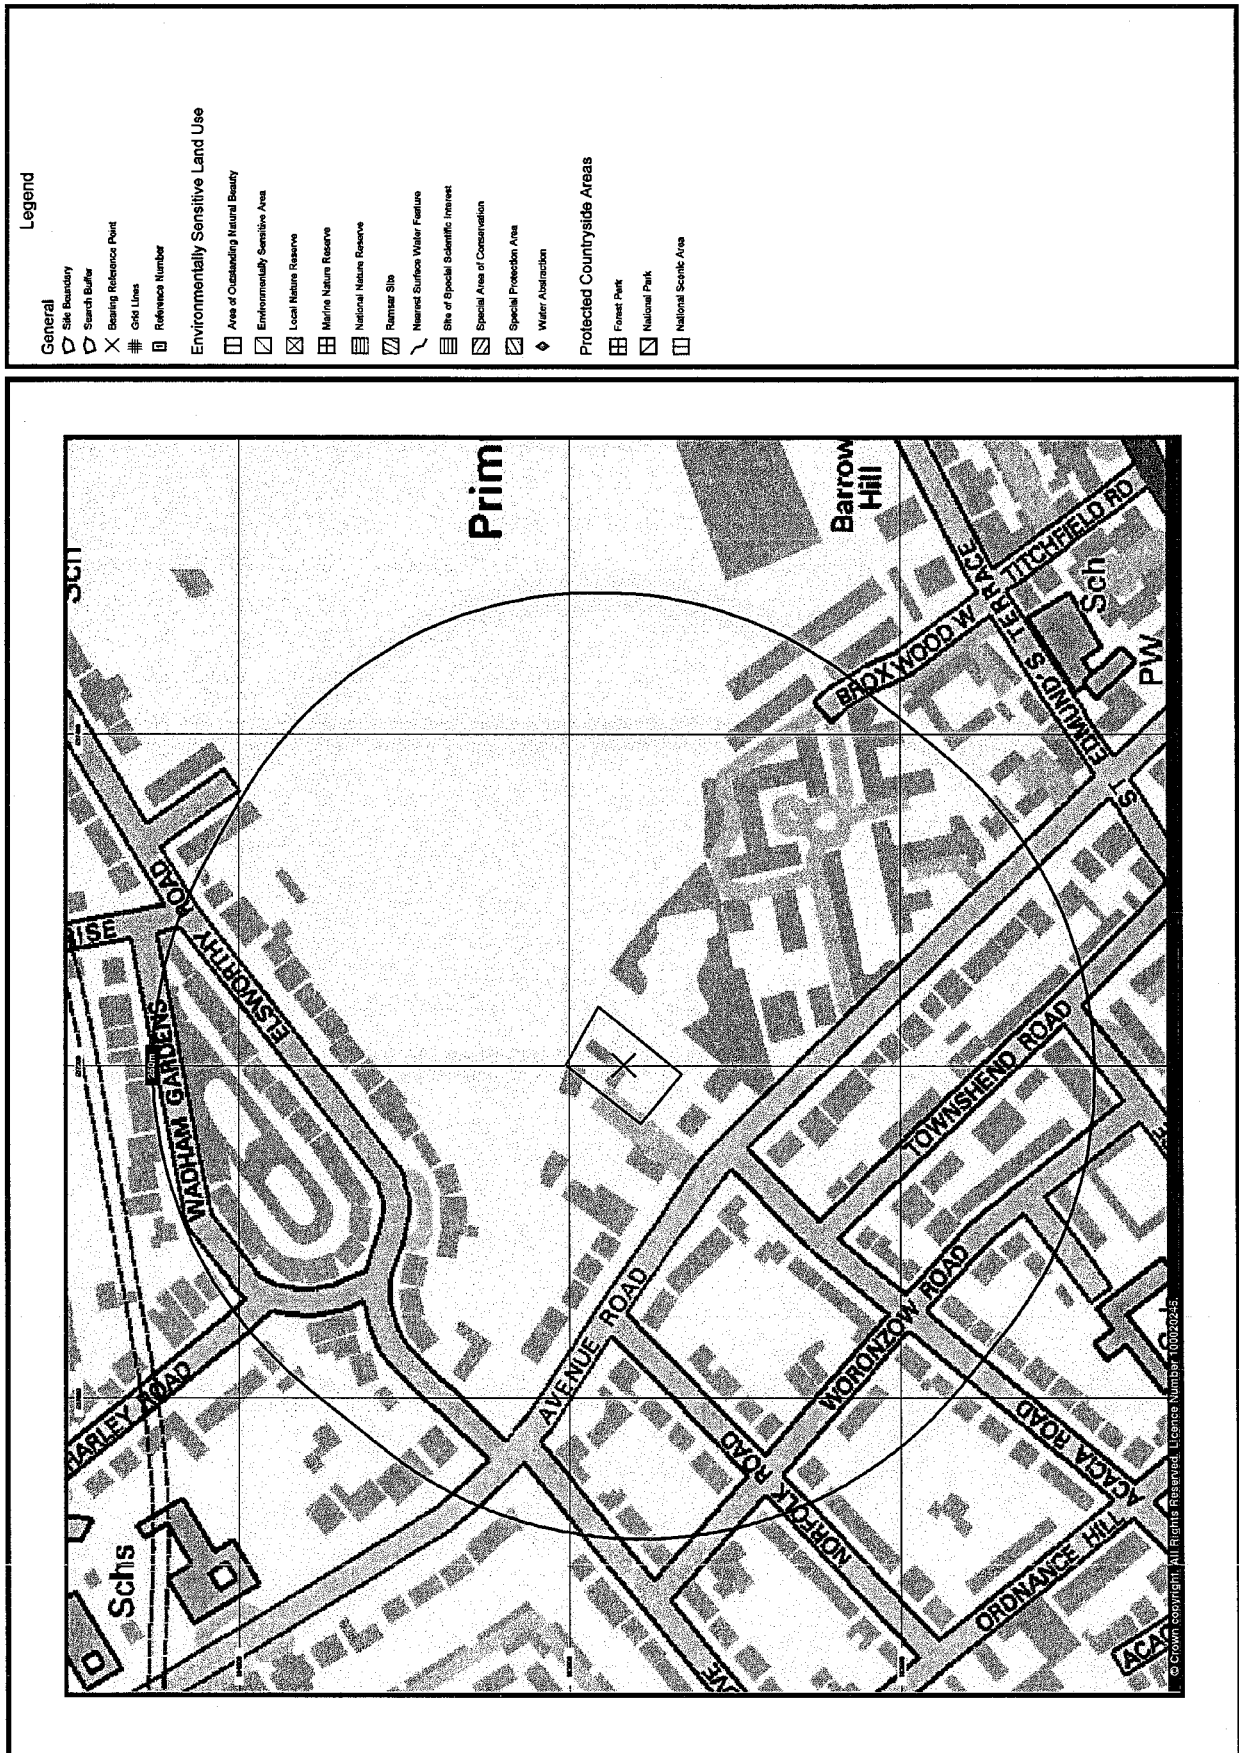 Legend
General
Site Boundary
Search Buffer
Bearing Reference Point
Grid Lines
Reference Number
Environmentally Sensitive Land Use
Area of Outstanding Natural Beauty
Environmentally Sensitive Area
Local Nature Reserve
Marine Nature Reserve
National Nature Reserve
Ramsar Site
Nearest Surface Water Feature
Site of Special Scientific Interest
Special Area of Conservation
Special Protection Area
Water Abstraction
Protected Countryside Areas
Forest Park
National Park
National Scenic Area
Sch
Prim
Barrow
Hill
TITCHFIELD RD
TERRACE
BROXWOOD W
ST EDMUND'S TERRACE
Sch
PW
RISE
ELSWORTHY ROAD
WADHAM GARDENS
250m
HARLEY ROAD
Schs
AVENUE ROAD
TOWNSHEND ROAD
WORONZOW ROAD
NORFOLK ROAD
ACACIA ROAD
ORDNANCE HILL
VE.
ACAC
ACA
© Crown copyright. All Rights Reserved. Licence Number 100020245.